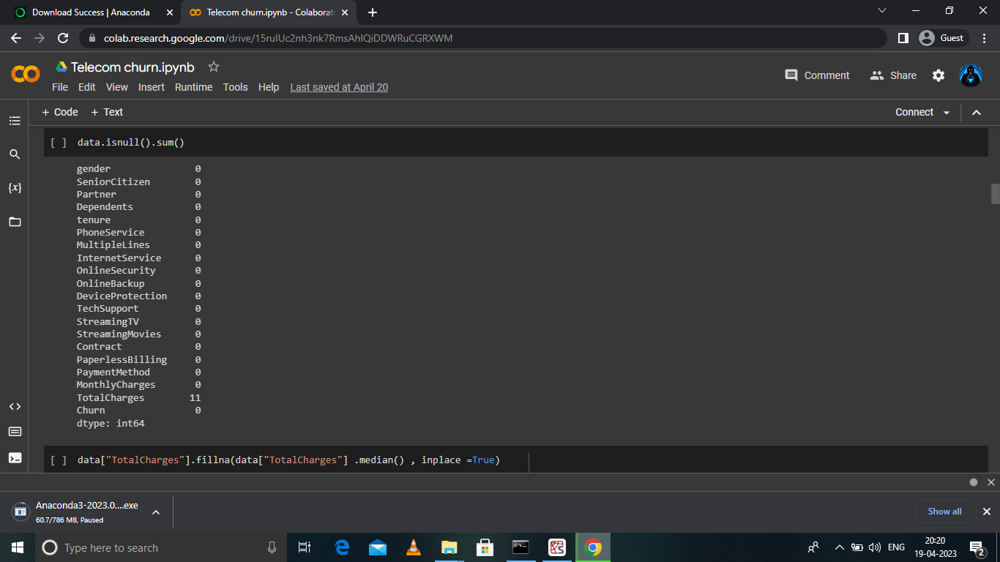 Download Success | Anaconda
Telecom churn.ipynb - Colaborat
colab.research.google.com/drive/15rulUc2nh3nk7RmsAhlQiDDWRuCGRXWM
Guest
Telecom churn.ipynb
File Edit View Insert Runtime Tools Help Last saved at April 20
Comment Share
+ Code + Text
Connect
[ ] data.isnull().sum()
gender 0
SeniorCitizen 0
Partner 0
Dependents 0
tenure 0
PhoneService 0
MultipleLines 0
InternetService 0
OnlineSecurity 0
OnlineBackup 0
DeviceProtection 0
TechSupport 0
StreamingTV 0
StreamingMovies 0
Contract 0
PaperlessBilling 0
PaymentMethod 0
MonthlyCharges 0
TotalCharges 11
Churn 0
dtype: int64
[ ] data["TotalCharges"].fillna(data["TotalCharges"] .median() , inplace =True)
Anaconda3-2023.0....exe
60.7/786 MB, Paused
Show all
Type here to search
ENG
20:20
19-04-2023
2